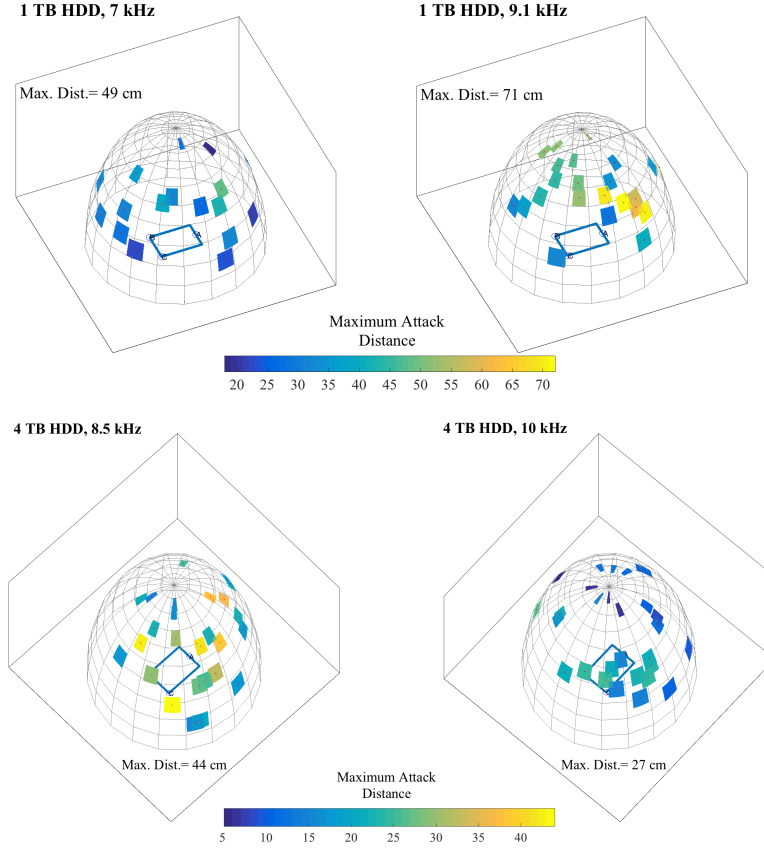 1 TB HDD, 7 kHz
1 TB HDD, 9.1 kHz
Max. Dist.= 49 cm
Max. Dist.= 71 cm
A
C
A
C
Maximum Attack
Distance
20 25 30 35 40 45 50 55 60 65 70
4 TB HDD, 8.5 kHz
4 TB HDD, 10 kHz
A
C
Max. Dist.= 44 cm
Max. Dist.= 27 cm
Maximum Attack
Distance
5 10 15 20 25 30 35 40